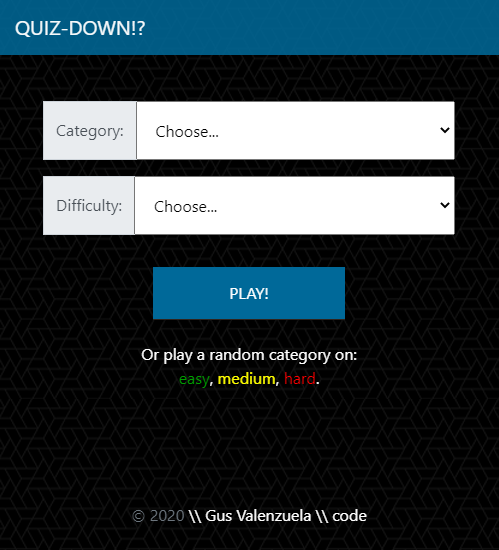 QUIZ-DOWN!?
Category: Choose...
Difficulty: Choose...
PLAY!
Or play a random category on:
easy, medium, hard.
© 2020 \\ Gus Valenzuela \\ code